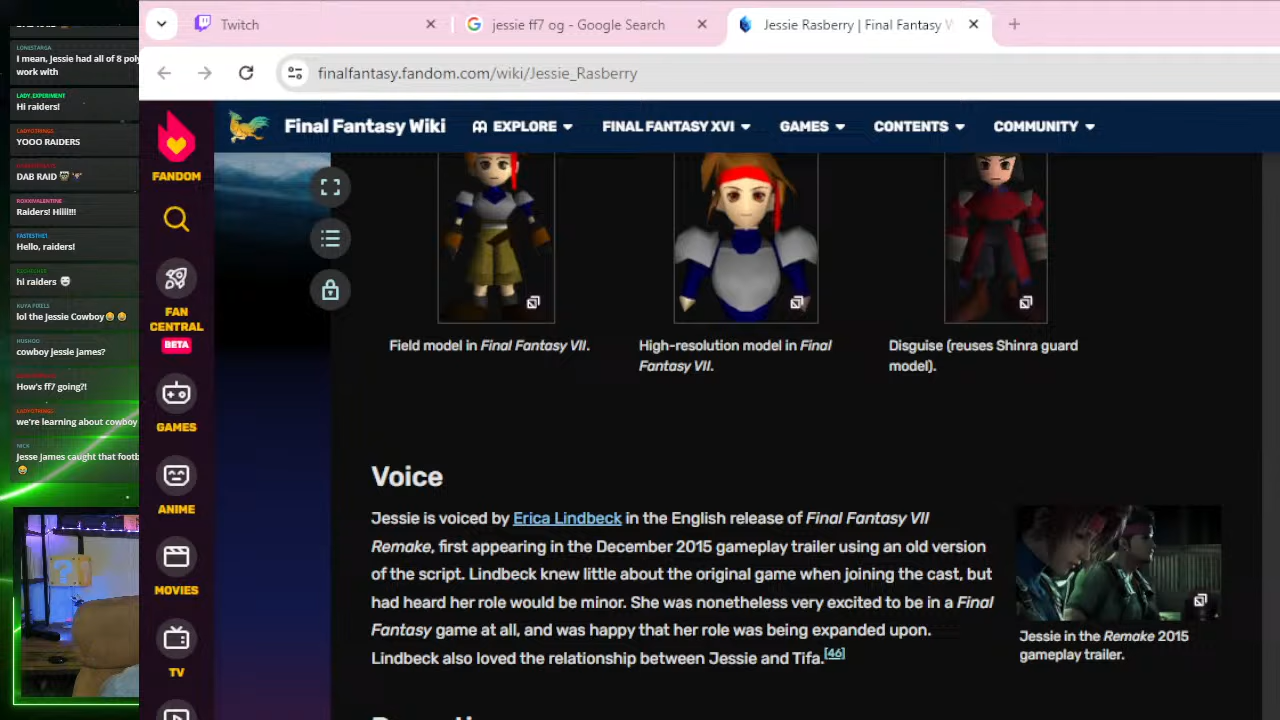 Twitch
jessie ff7 og - Google Search
Jessie Rasberry | Final Fantasy W
finalfantasy.fandom.com/wiki/Jessie_Rasberry
LONESTARGA
I mean, Jessie had all of 8 poly
work with
LADY_EXPERIMENT
Hi raiders!
YOOO RAIDERS
DAB RAID
ROXXIVALENTINE
Raiders! Hiiii!!!
Hello, raiders!
hi raiders
KUYA PIXELS
lol the Jessie Cowboy
HUSHOO
cowboy Jessie James?
How's ff7 going?!
we're learning about cowboy
NICK
Jesse James caught that footb
FANDOM
FAN
CENTRAL
BETA
GAMES
ANIME
MOVIES
TV
Final Fantasy Wiki
EXPLORE
FINAL FANTASY XVI
GAMES
CONTENTS
COMMUNITY
Field model in Final Fantasy VII.
High-resolution model in Final
Fantasy VII.
Disguise (reuses Shinra guard
model).
Voice
Jessie is voiced by Erica Lindbeck in the English release of Final Fantasy VII
Remake, first appearing in the December 2015 gameplay trailer using an old version
of the script. Lindbeck knew little about the original game when joining the cast, but
had heard her role would be minor. She was nonetheless very excited to be in a Final
Fantasy game at all, and was happy that her role was being expanded upon.
Lindbeck also loved the relationship between Jessie and Tifa.[46]
Jessie in the Remake 2015
gameplay trailer.